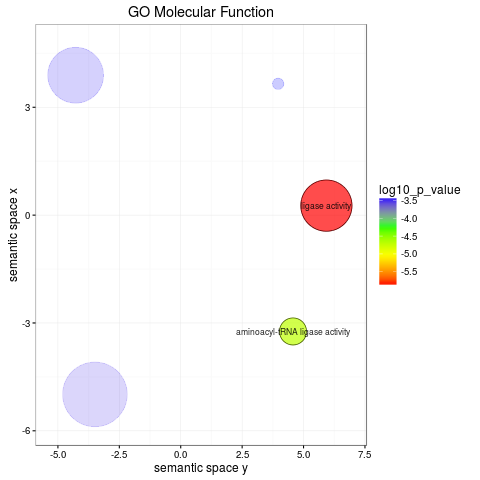 GO Molecular Function
semantic space x
3
0
-3
-6
ligase activity
aminoacyl-tRNA ligase activity
-5.0
-2.5
0.0
2.5
5.0
7.5
semantic space y
log10_p_value
-3.5
-4.0
-4.5
-5.0
-5.5